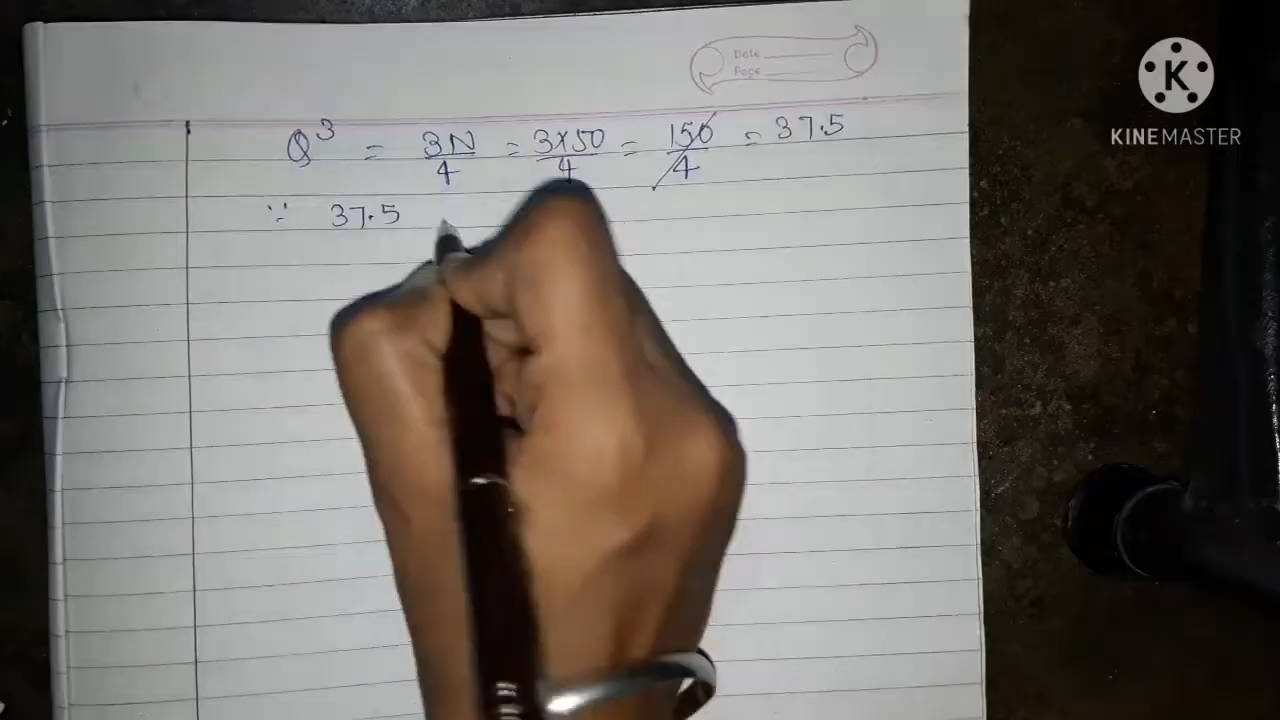 Date
Page
K
KINEMASTER
Q³ = 3N/4 = 3×50/4 = 150/4 = 37.5
∵ 37.5